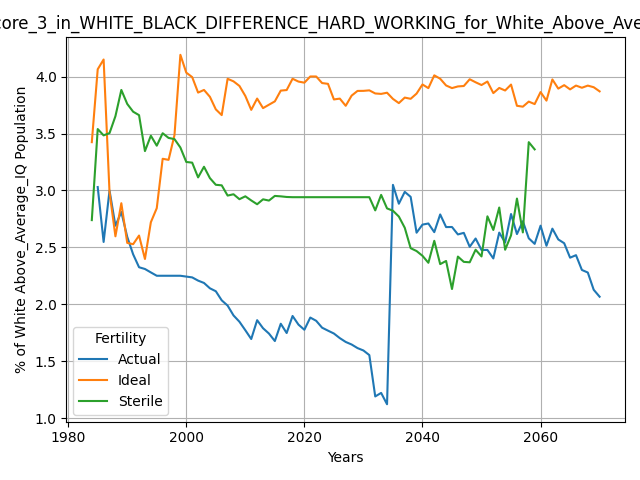 core_3_in_WHITE_BLACK_DIFFERENCE_HARD_WORKING_for_White_Above_Ave
% of White Above_Average_IQ Population
4.0
3.5
3.0
2.5
2.0
1.5
1.0
Fertility
Actual
Ideal
Sterile
1980
2000
2020
2040
2060
Years